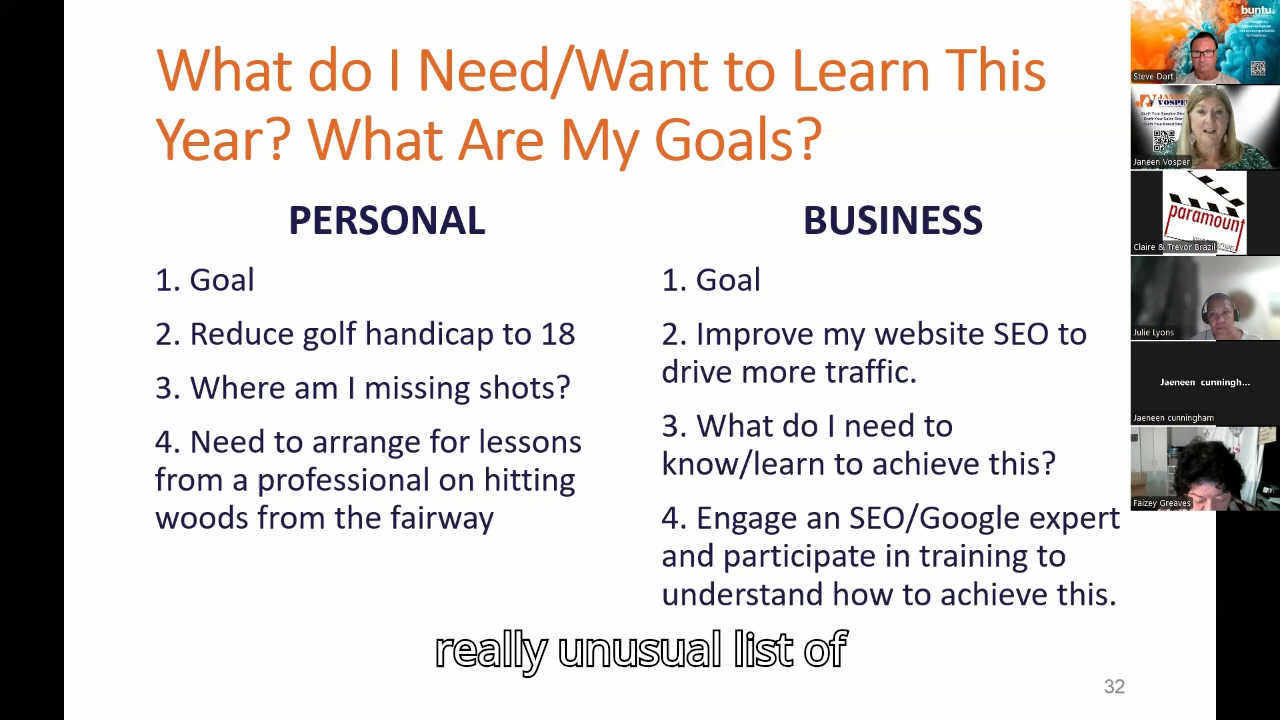 What do I Need/Want to Learn This
Year? What Are My Goals?
PERSONAL
1. Goal
2. Reduce golf handicap to 18
3. Where am I missing shots?
4. Need to arrange for lessons
from a professional on hitting
woods from the fairway
BUSINESS
1. Goal
2. Improve my website SEO to
drive more traffic.
3. What do I need to
know/learn to achieve this?
4. Engage an SEO/Google expert
and participate in training to
understand how to achieve this.
really unusual list of
32
buntu.
Steve Dart
VOSPER
Janeen Vosper
paramount
Claire & Trevor Brazil
Julie Lyons
Jaeneen cunningh...
Jaeneen cunningham
Faizey Greaves